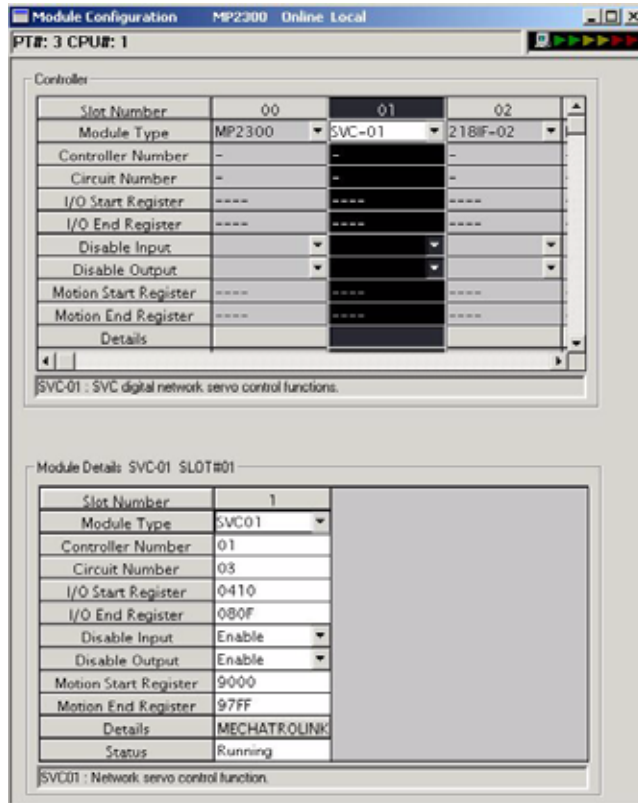 Module Configuration MP2300 Online Local
PT#: 3 CPU#: 1
Controller
Slot Number 00 01 02
Module Type MP2300 SVC-01 218IF-02
Controller Number - - -
Circuit Number - - -
I/O Start Register ---- ---- ----
I/O End Register ---- ---- ----
Disable Input
Disable Output
Motion Start Register ---- ---- ----
Motion End Register ---- ---- ----
Details
SVC-01 : SVC digital network servo control functions.
Module Details SVC-01 SLOT#01
Slot Number 1
Module Type SVC01
Controller Number 01
Circuit Number 03
I/O Start Register 0410
I/O End Register 080F
Disable Input Enable
Disable Output Enable
Motion Start Register 9000
Motion End Register 97FF
Details MECHATROLINK
Status Running
SVC01 : Network servo control function.